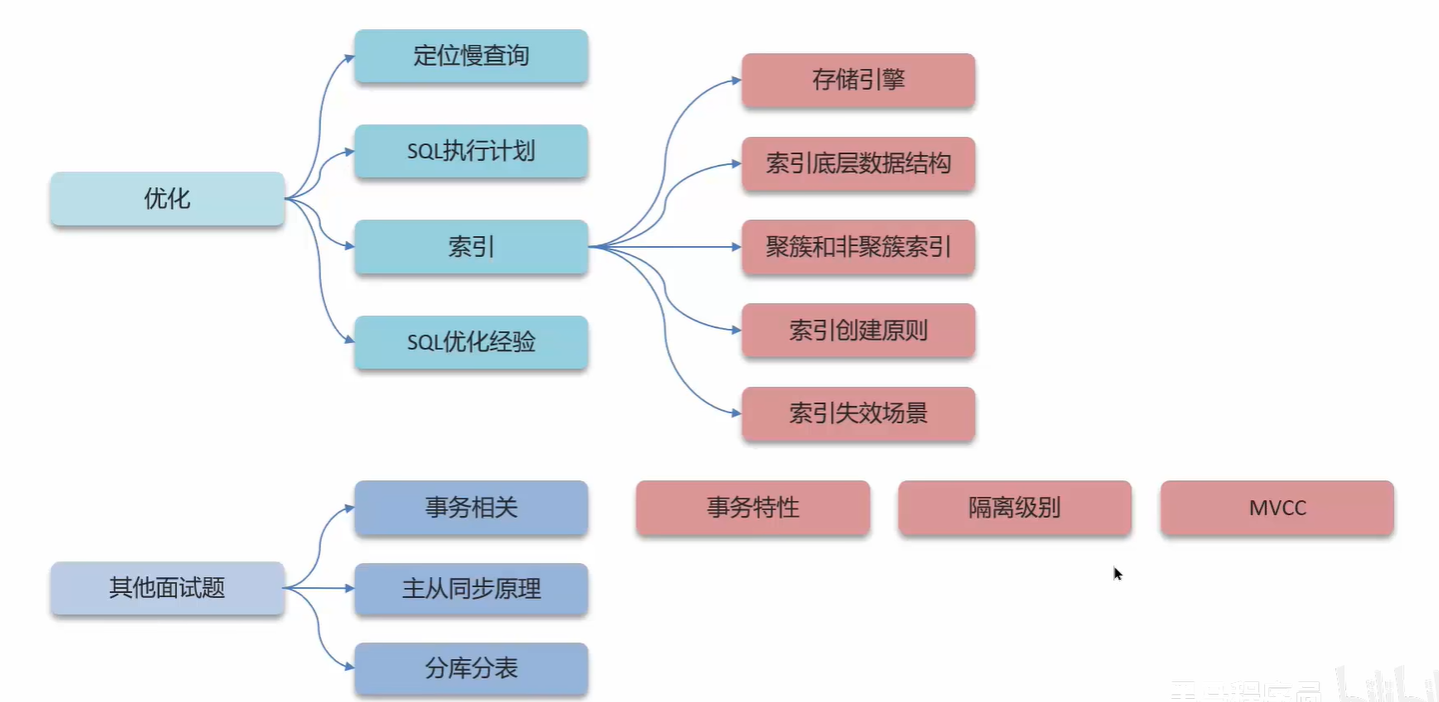 优化
定位慢查询
SQL执行计划
索引
SQL优化经验
存储引擎
索引底层数据结构
聚簇和非聚簇索引
索引创建原则
索引失效场景
其他面试题
事务相关
主从同步原理
分库分表
事务特性
隔离级别
MVCC